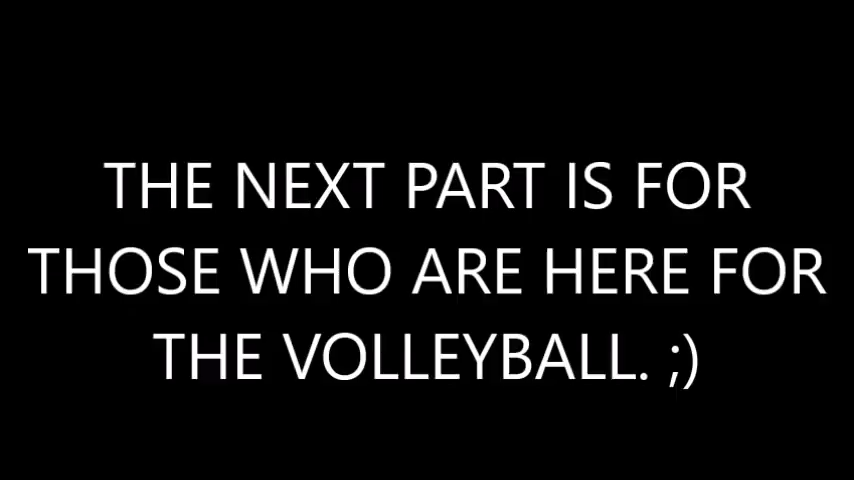 THE NEXT PART IS FOR
THOSE WHO ARE HERE FOR
THE VOLLEYBALL. ;)